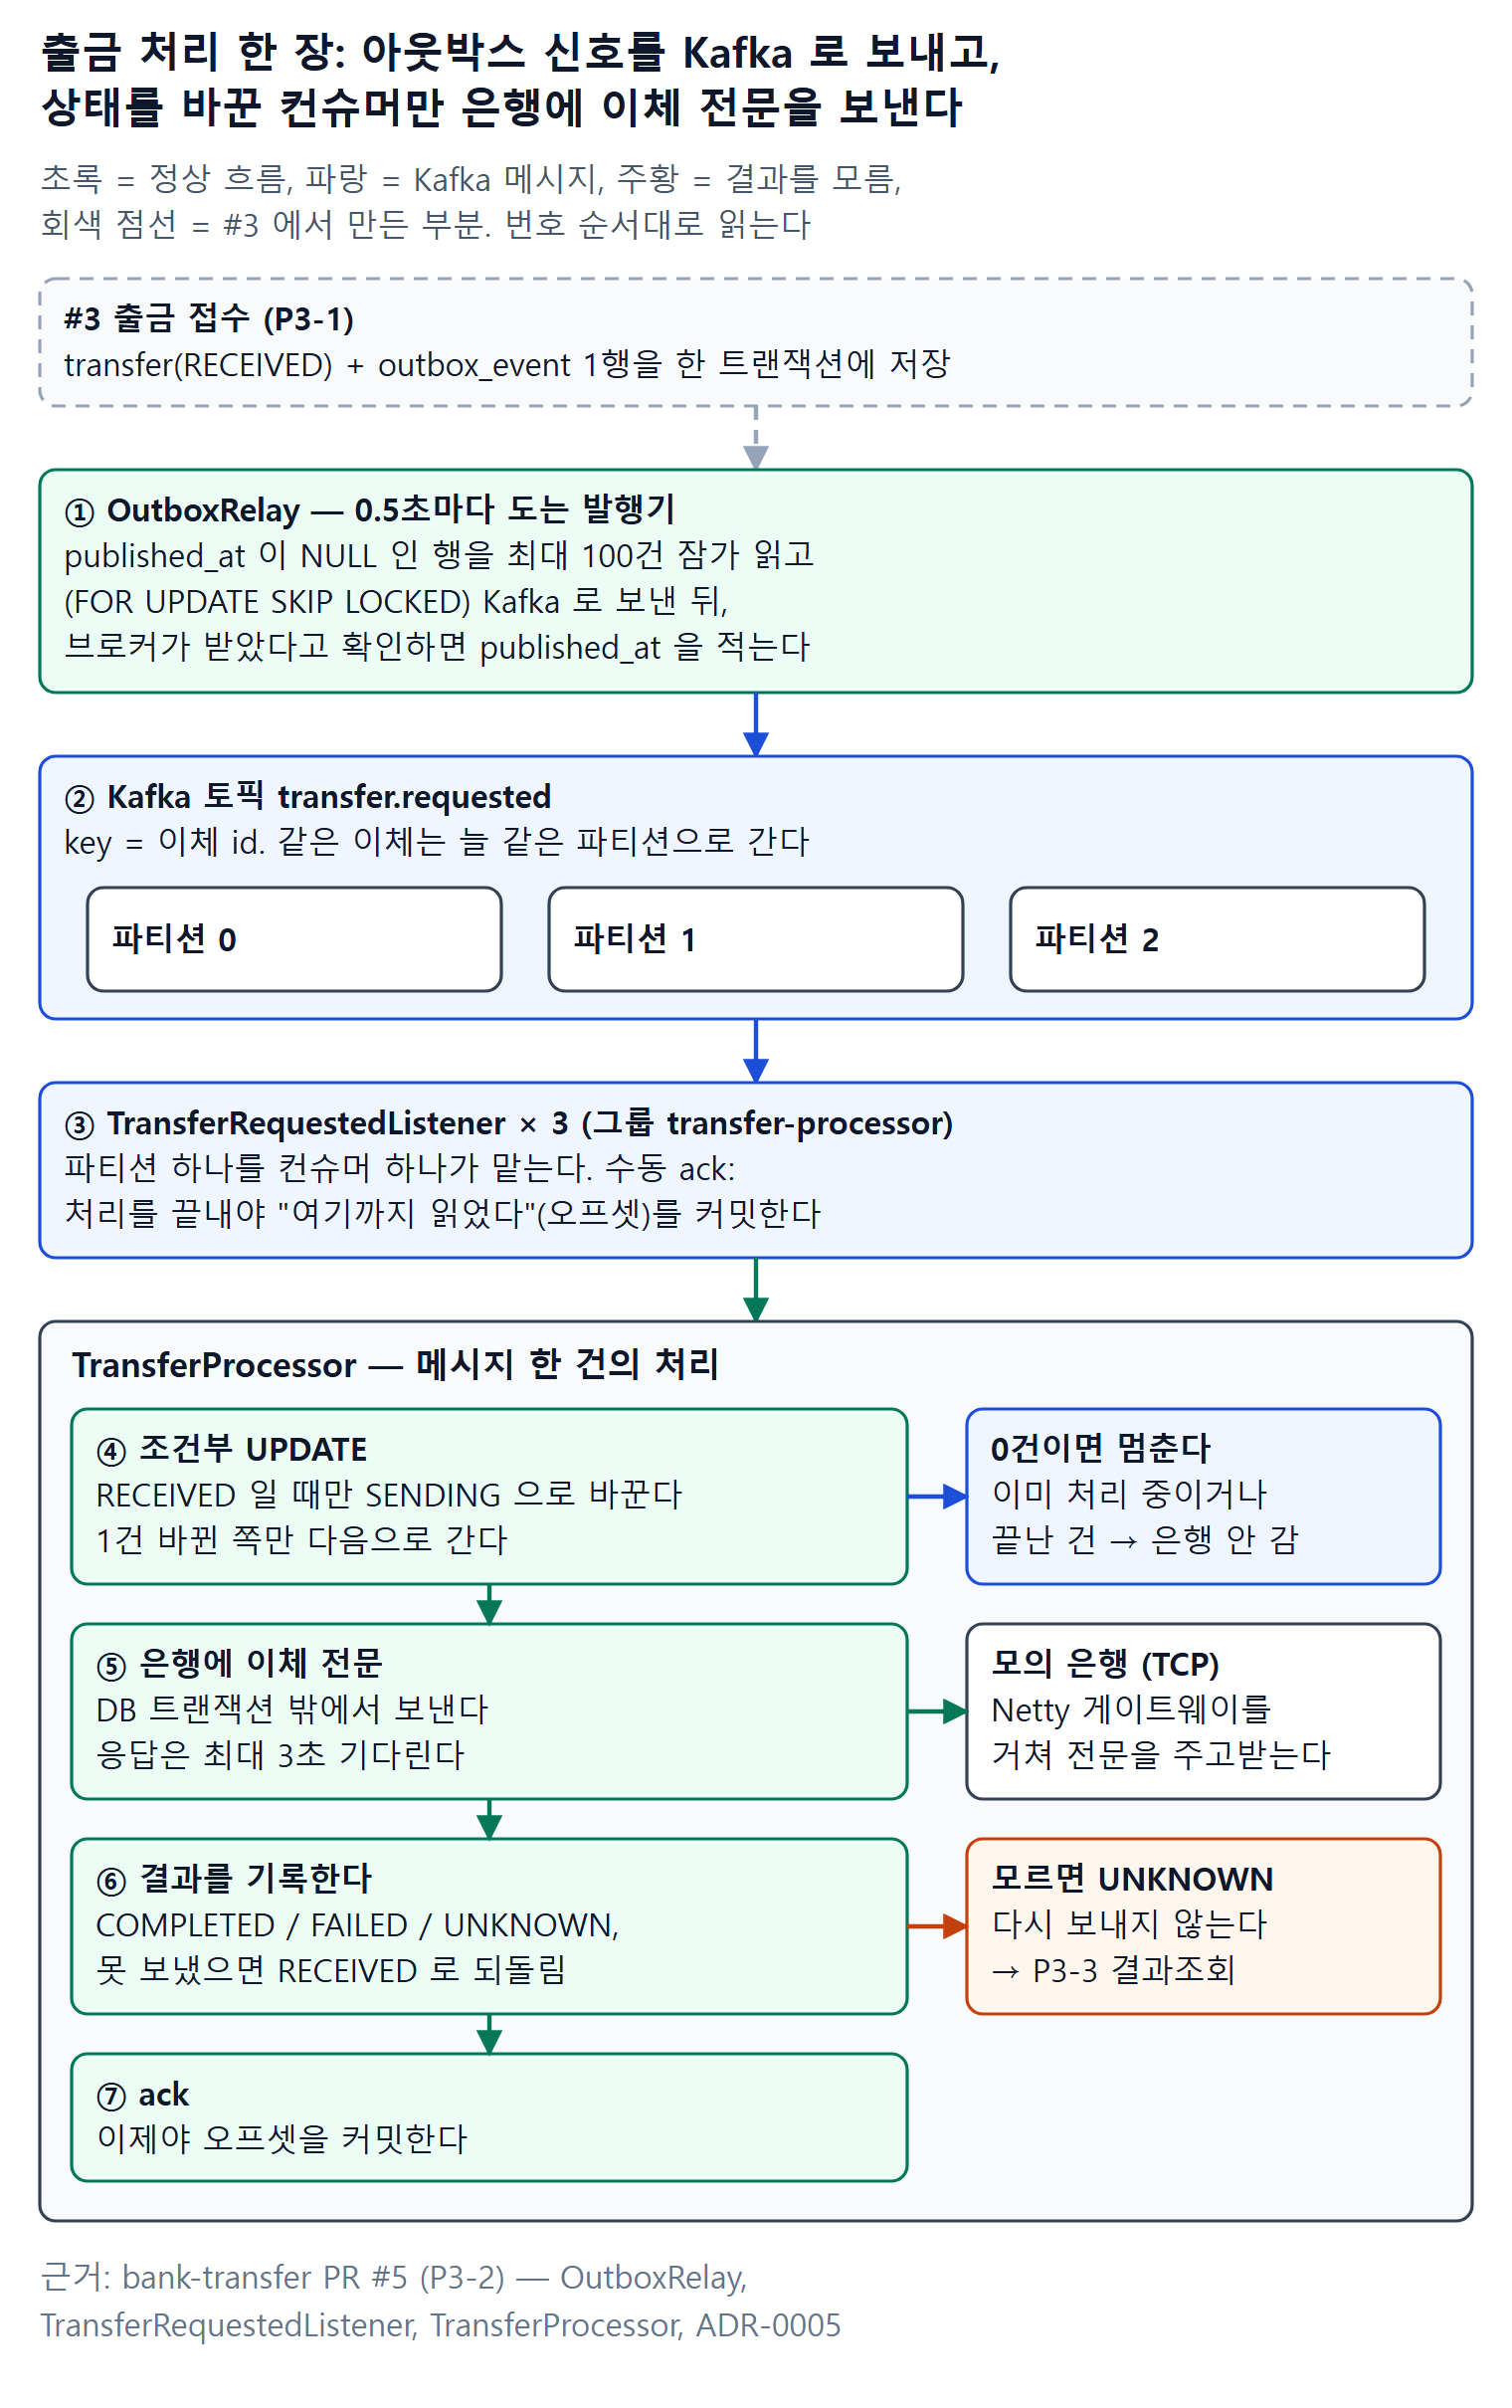 출금 처리 한 장: 아웃박스 신호를 Kafka 로 보내고,
상태를 바꾼 컨슈머만 은행에 이체 전문을 보낸다
초록 = 정상 흐름, 파랑 = Kafka 메시지, 주황 = 결과를 모름,
회색 점선 = #3 에서 만든 부분. 번호 순서대로 읽는다
#3 출금 접수 (P3-1)
transfer(RECEIVED) + outbox_event 1행을 한 트랜잭션에 저장
① OutboxRelay — 0.5초마다 도는 발행기
published_at 이 NULL 인 행을 최대 100건 잠가 읽고
(FOR UPDATE SKIP LOCKED) Kafka 로 보낸 뒤,
브로커가 받았다고 확인하면 published_at 을 적는다
② Kafka 토픽 transfer.requested
key = 이체 id. 같은 이체는 늘 같은 파티션으로 간다
파티션 0
파티션 1
파티션 2
③ TransferRequestedListener × 3 (그룹 transfer-processor)
파티션 하나를 컨슈머 하나가 맡는다. 수동 ack:
처리를 끝내야 "여기까지 읽었다"(오프셋)를 커밋한다
TransferProcessor — 메시지 한 건의 처리
④ 조건부 UPDATE
RECEIVED 일 때만 SENDING 으로 바꾼다
1건 바뀐 쪽만 다음으로 간다
0건이면 멈춘다
이미 처리 중이거나
끝난 건 → 은행 안 감
⑤ 은행에 이체 전문
DB 트랜잭션 밖에서 보낸다
응답은 최대 3초 기다린다
모의 은행 (TCP)
Netty 게이트웨이를
거쳐 전문을 주고받는다
⑥ 결과를 기록한다
COMPLETED / FAILED / UNKNOWN,
못 보냈으면 RECEIVED 로 되돌림
모르면 UNKNOWN
다시 보내지 않는다
→ P3-3 결과조회
⑦ ack
이제야 오프셋을 커밋한다
근거: bank-transfer PR #5 (P3-2) — OutboxRelay,
TransferRequestedListener, TransferProcessor, ADR-0005